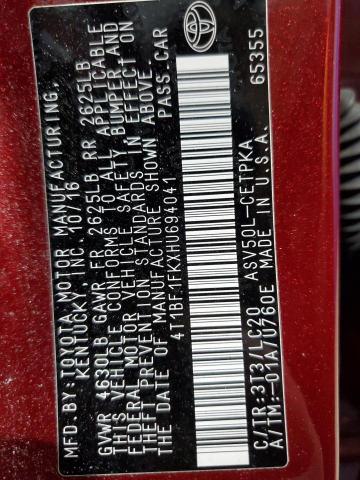 MFD. BY: TOYOTA MOTOR MANUFACTURING,
KENTUCKY, INC. 10/16
GVWR 4630LB GAWR FR 2625LB RR 2625LB
THIS VEHICLE CONFORMS TO ALL APPLICABLE
FEDERAL MOTOR VEHICLE SAFETY, BUMPER, AND
THEFT PREVENTION STANDARDS IN EFFECT ON
THE DATE OF MANUFACTURE SHOWN ABOVE.
4T1BF1FKXHU694041 PASS. CAR
C/TR:3T3/LC20 ASV50L-CETPKA
A/TM:-01A/U760E MADE IN U.S.A.
65355